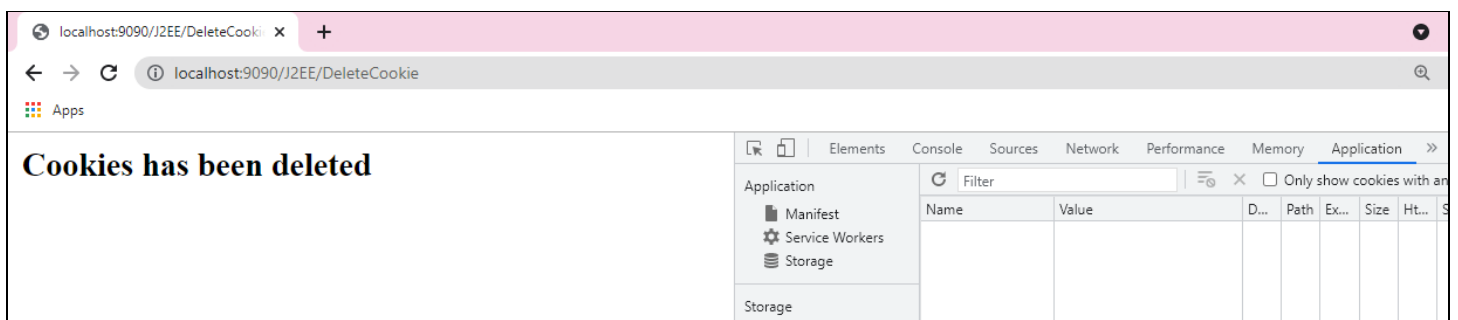 localhost:9090/J2EE/DeleteCooki
localhost:9090/J2EE/DeleteCookie
Apps
Cookies has been deleted
Elements Console Sources Network Performance Memory Application
Application
Manifest
Service Workers
Storage
Storage
Filter
Only show cookies with an
Name Value D... Path Ex... Size Ht... S